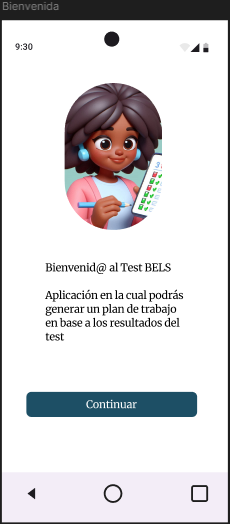 Bienvenida
9:30
Bienvenid@ al Test BELS
Aplicación en la cual podrás
generar un plan de trabajo
en base a los resultados del
test
Continuar